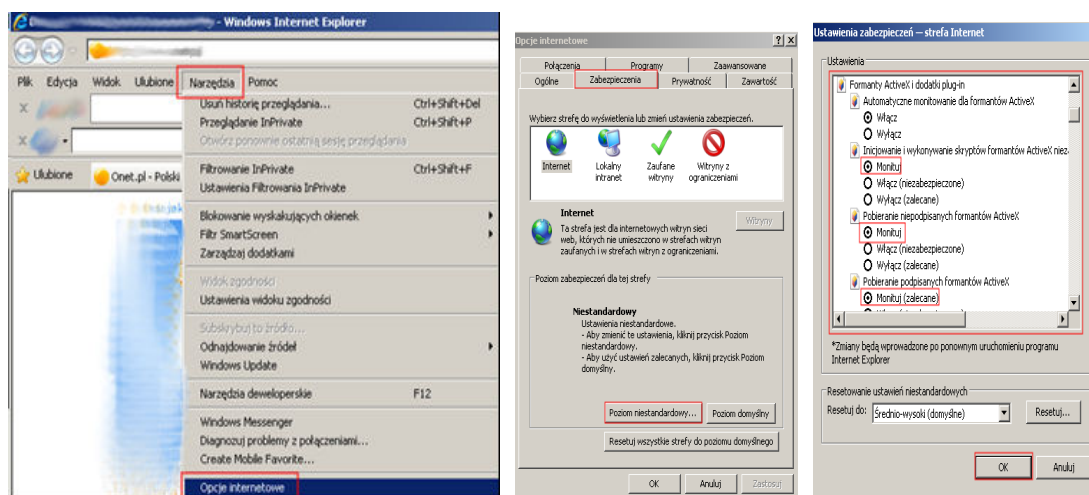 - Windows Internet Explorer
Plik Edycja Widok Ulubione Narzędzia Pomoc
Usuń historię przeglądania... Ctrl+Shift+Del
Przeglądanie InPrivate Ctrl+Shift+P
Otwórz ponownie ostatnią sesję przeglądania
Filtrowanie InPrivate Ctrl+Shift+F
Ustawienia Filtrowania InPrivate
Ulubione Onet.pl - Polski
Blokowanie wyskakujących okienek
Filtr SmartScreen
Zarządzaj dodatkami
Widok zgodności
Ustawienia widoku zgodności
Subskrybuj to źródło...
Odnajdowanie źródeł
Windows Update
Narzędzia deweloperskie F12
Windows Messenger
Diagnozuj problemy z połączeniami...
Create Mobile Favorite...
Opcje internetowe
Opcje internetowe
Połączenia Programy Zaawansowane
Ogólne Zabezpieczenia Prywatność Zawartość
Wybierz strefę do wyświetlenia lub zmień ustawienia zabezpieczeń.
Internet Lokalny intranet Zaufane witryny Witryny z ograniczeniami
Internet
Witryny
Ta strefa jest dla internetowych witryn sieci
web, których nie umieszczono w strefach witryn
zaufanych i w strefach witryn z ograniczeniami.
Poziom zabezpieczeń dla tej strefy
Niestandardowy
Ustawienia niestandardowe.
- Aby zmienić te ustawienia, kliknij przycisk Poziom
niestandardowy.
- Aby użyć ustawień zalecanych, kliknij przycisk Poziom
domyślny.
Poziom niestandardowy... Poziom domyślny
Resetuj wszystkie strefy do poziomu domyślnego
OK Anuluj Zastosuj
Ustawienia zabezpieczeń — strefa Internet
Ustawienia
Formanty ActiveX i dodatki plug-in
Automatyczne monitowanie dla formantów ActiveX
Włącz
Wyłącz
Inicjowanie i wykonywanie skryptów formantów ActiveX niez
Monituj
Włącz (niezabezpieczone)
Wyłącz (zalecane)
Pobieranie niepodpisanych formantów ActiveX
Monituj
Włącz (niezabezpieczone)
Wyłącz (zalecane)
Pobieranie podpisanych formantów ActiveX
Monituj (zalecane)
*Zmiany będą wprowadzone po ponownym uruchomieniu programu
Internet Explorer
Resetowanie ustawień niestandardowych
Resetuj do: Średnio-wysoki (domyślne) Resetuj...
OK Anuluj